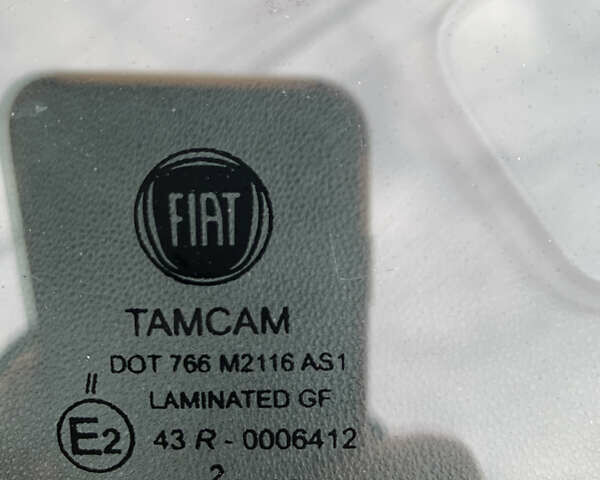 FIAT
TAMCAM
DOT 766 M2116 AS1
II
LAMINATED GF
E2 43 R - 0006412
2